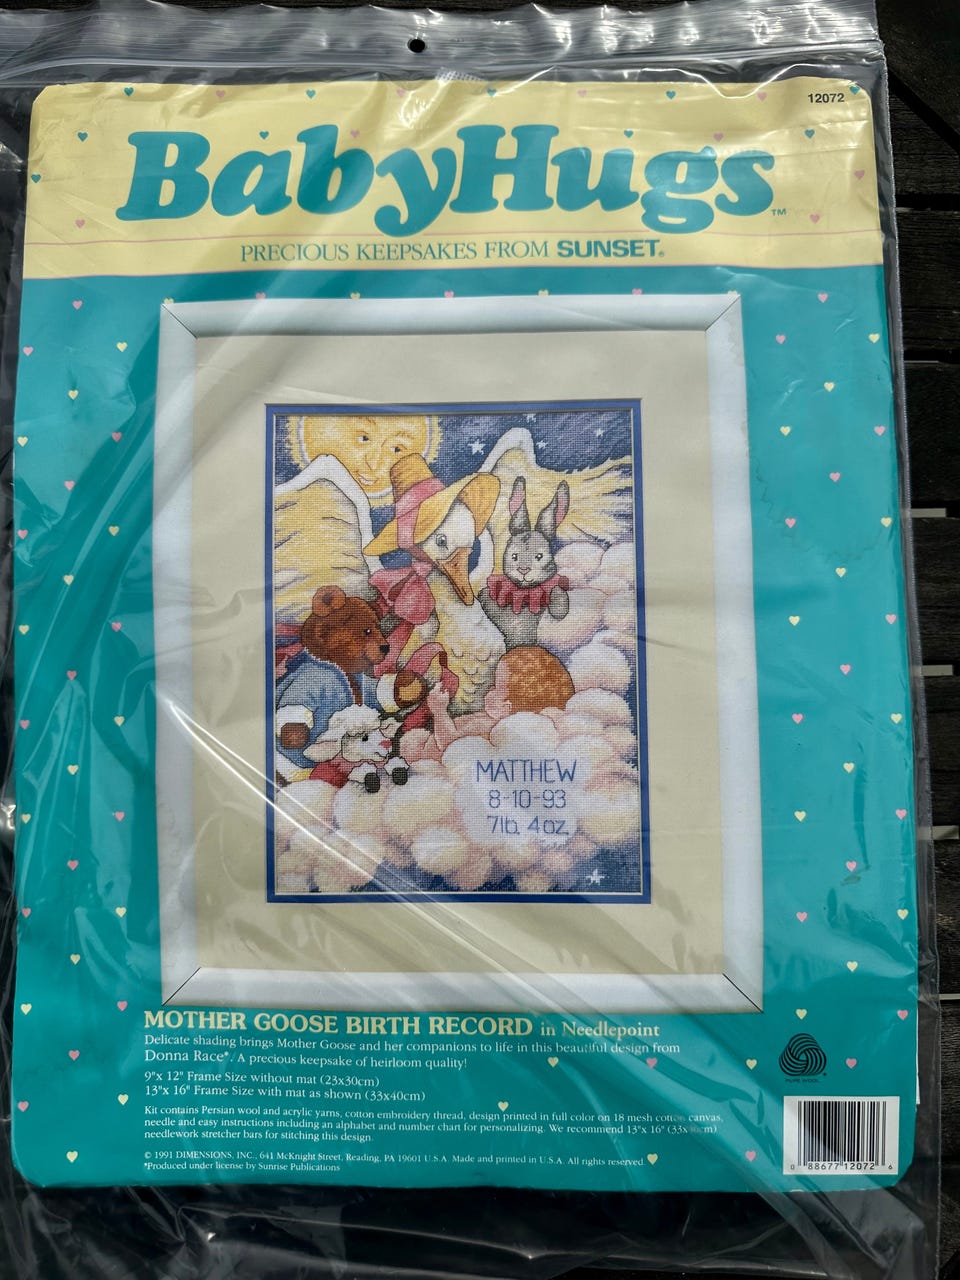 12072
BabyHugs™
PRECIOUS KEEPSAKES FROM SUNSET®
MATTHEW
8-10-93
7lb. 4oz.
MOTHER GOOSE BIRTH RECORD in Needlepoint
Delicate shading brings Mother Goose and her companions to life in this beautiful design from
Donna Race*. A precious keepsake of heirloom quality!
9"x 12" Frame Size without mat (23x30cm)
13"x 16" Frame Size with mat as shown (33x40cm)
Kit contains Persian wool and acrylic yarns, cotton embroidery thread, design printed in full color on 18 mesh cotton canvas,
needle and easy instructions including an alphabet and number chart for personalizing. We recommend 13"x 16" (33x40cm)
needlework stretcher bars for stitching this design.
© 1991 DIMENSIONS, INC., 641 McKnight Street, Reading, PA 19601 U.S.A. Made and printed in U.S.A. All rights reserved.
*Produced under license by Sunrise Publications
PURE WOOL
0 88677 12072 6